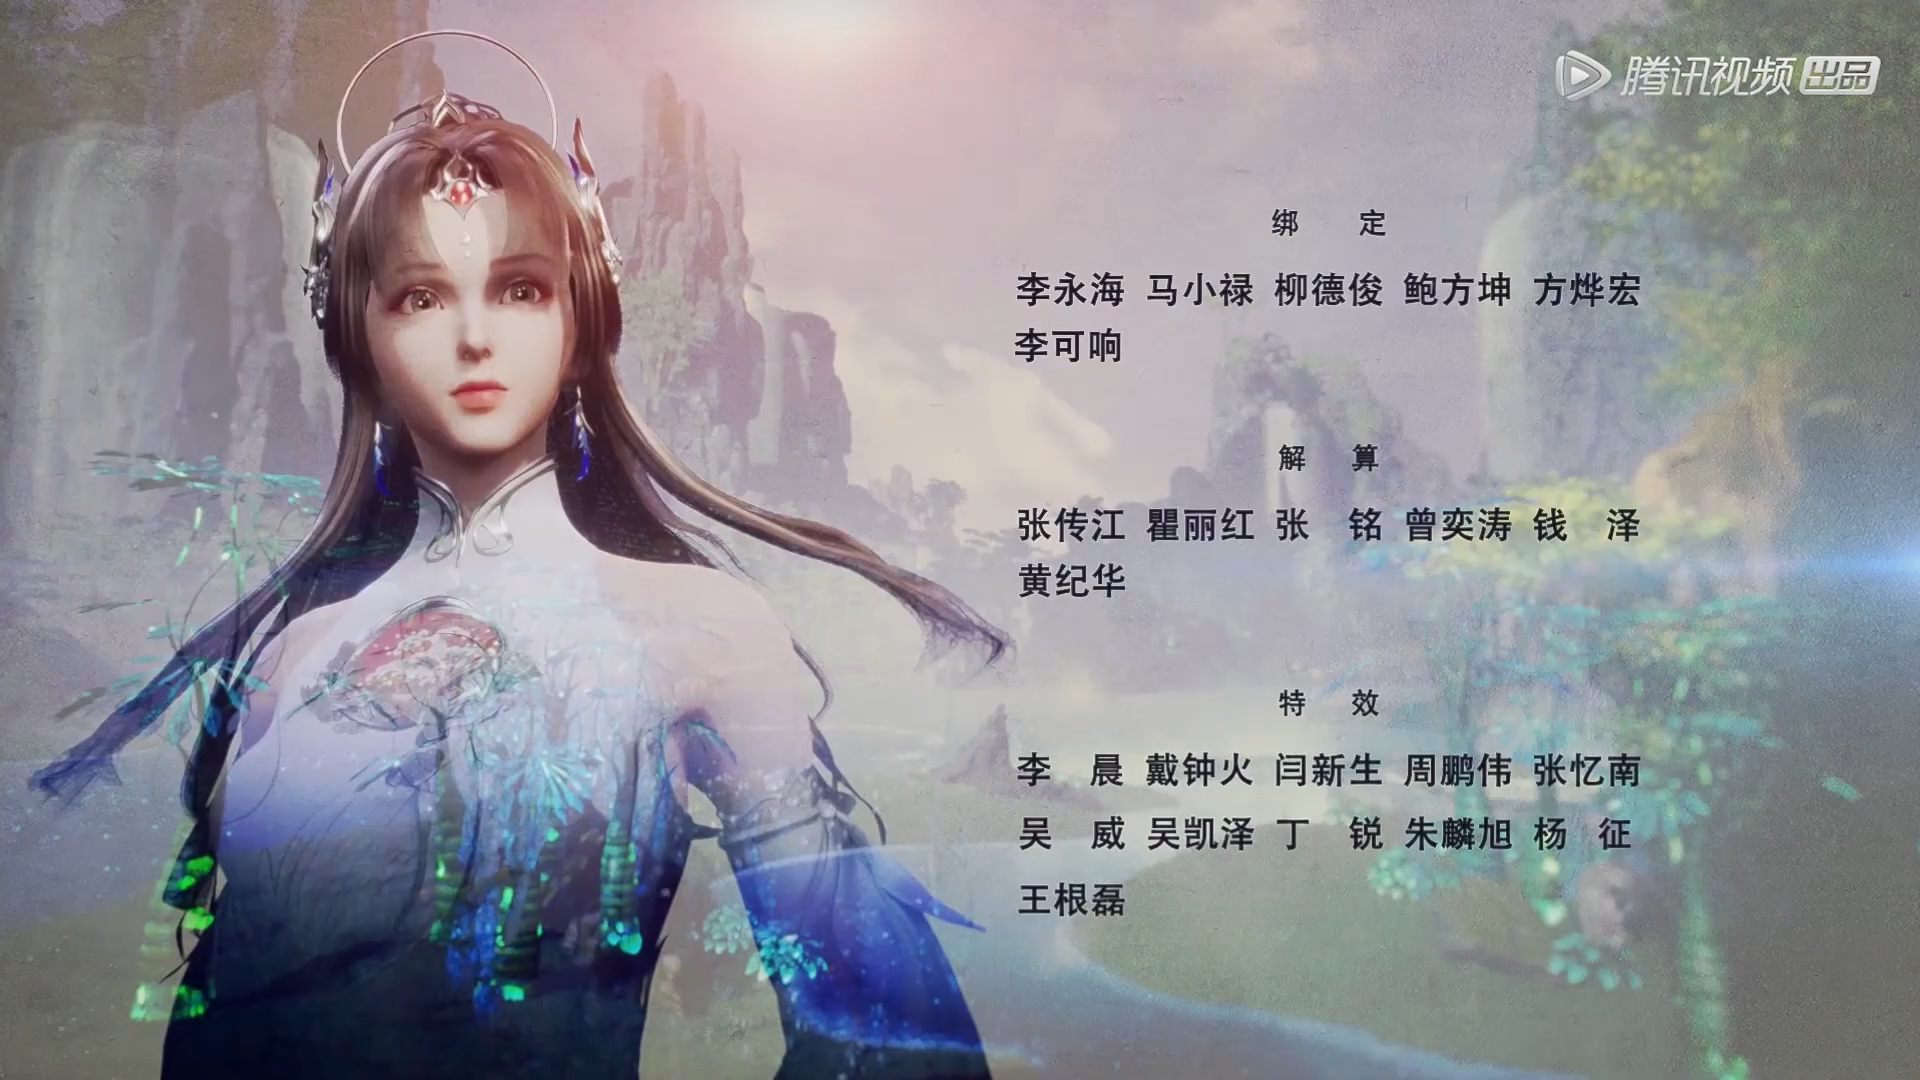 腾讯视频 出品
绑 定
李永海 马小禄 柳德俊 鲍方坤 方烨宏
李可响
解 算
张传江 瞿丽红 张 铭 曾奕涛 钱 泽
黄纪华
特 效
李 晨 戴钟火 闫新生 周鹏伟 张忆南
吴 威 吴凯泽 丁 锐 朱麟旭 杨 征
王根磊